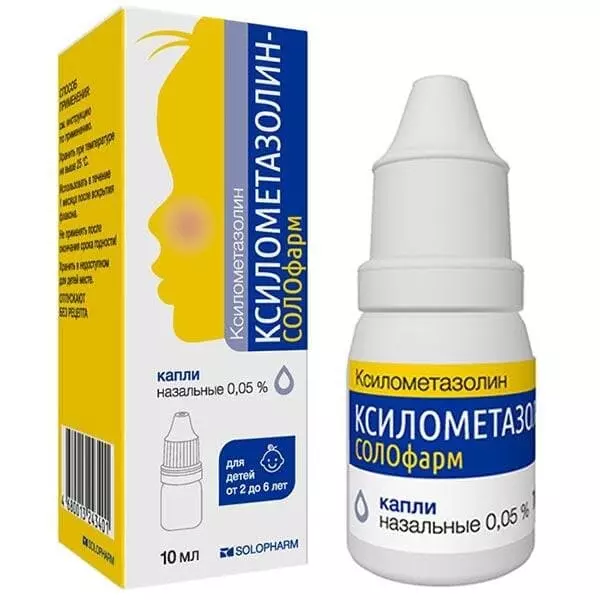 СПОСОБ
ПРИМЕНЕНИЯ:
см. инструкцию
по применению.
Хранить при температуре
не выше 25 °С.
Использовать в течение
1 месяца после вскрытия
флакона.
Не применять после
окончания срока годности!
Хранить в недоступном
для детей месте.
ОТПУСКАЮТ
БЕЗ РЕЦЕПТА
Ксилометазолин
КСИЛОМЕТАЗОЛИН-
СОЛОфарм
капли
назальные 0,05 %
для
детей
от 2 до 6 лет
10 мл
SOLOPHARM
Ксилометазолин
КСИЛОМЕТАЗОЛ
СОЛОфарм
капли
назальные 0,05 %